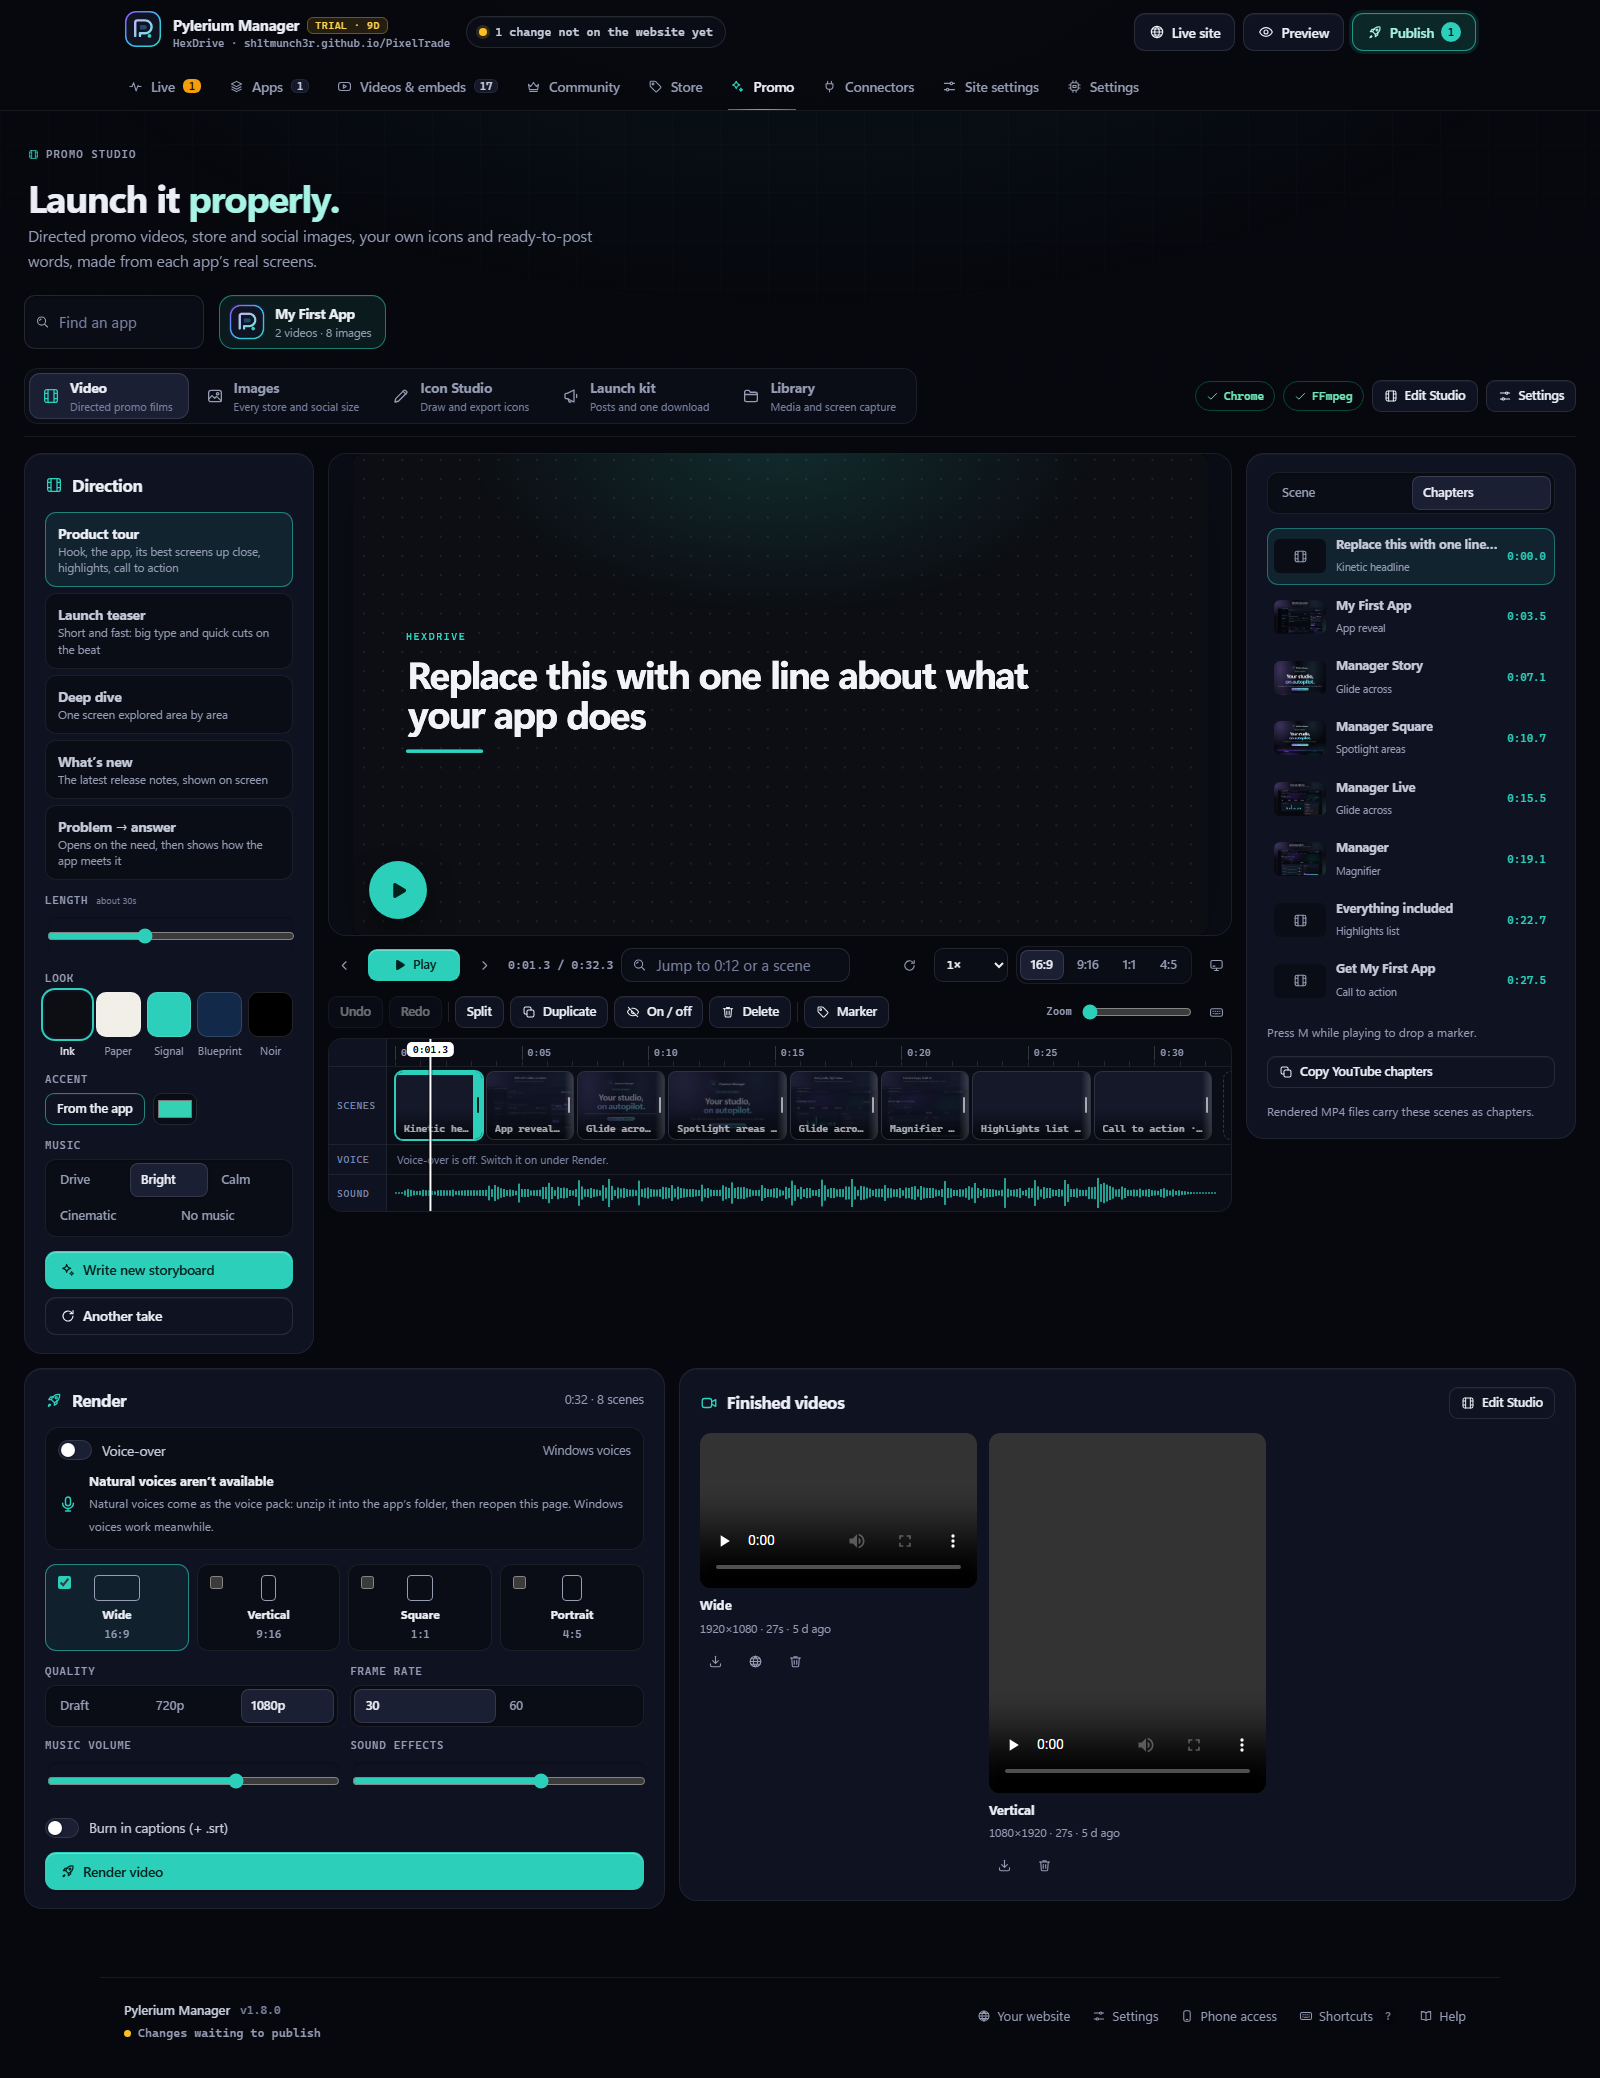 Pylerium Manager TRIAL · 9D
HexDrive · sh1tmunch3r.github.io/PixelTrade
1 change not on the website yet
Live site
Preview
Publish 1
Live 1
Apps 1
Videos & embeds 17
Community
Store
Promo
Connectors
Site settings
Settings
PROMO STUDIO
Launch it properly.
Directed promo videos, store and social images, your own icons and ready-to-post
words, made from each app's real screens.
Find an app
My First App
2 videos · 8 images
Video
Directed promo films
Images
Every store and social size
Icon Studio
Draw and export icons
Launch kit
Posts and one download
Library
Media and screen capture
Chrome
FFmpeg
Edit Studio
Settings
Direction
Product tour
Hook, the app, its best screens up close,
highlights, call to action
Launch teaser
Short and fast: big type and quick cuts on
the beat
Deep dive
One screen explored area by area
What's new
The latest release notes, shown on screen
Problem → answer
Opens on the need, then shows how the
app meets it
LENGTH about 30s
LOOK
Ink
Paper
Signal
Blueprint
Noir
ACCENT
From the app
MUSIC
Drive
Bright
Calm
Cinematic
No music
Write new storyboard
Another take
HEXDRIVE
Replace this with one line about what
your app does
Play
0:01.3 / 0:32.3
Jump to 0:12 or a scene
1×
16:9
9:16
1:1
4:5
Undo
Redo
Split
Duplicate
On / off
Delete
Marker
Zoom
0:01.3
0:05
0:10
0:15
0:20
0:25
0:30
SCENES
Kinetic he…
App reveal…
Glide acro…
Spotlight areas …
Glide acro…
Magnifier …
Highlights list …
Call to action ·…
VOICE
Voice-over is off. Switch it on under Render.
SOUND
Scene
Chapters
Replace this with one line…
Kinetic headline
0:00.0
My First App
App reveal
0:03.5
Manager Story
Glide across
0:07.1
Manager Square
Spotlight areas
0:10.7
Manager Live
Glide across
0:15.5
Manager
Magnifier
0:19.1
Everything included
Highlights list
0:22.7
Get My First App
Call to action
0:27.5
Press M while playing to drop a marker.
Copy YouTube chapters
Rendered MP4 files carry these scenes as chapters.
Render
0:32 · 8 scenes
Voice-over
Windows voices
Natural voices aren't available
Natural voices come as the voice pack: unzip it into the app's folder, then reopen this page. Windows
voices work meanwhile.
Wide
16:9
Vertical
9:16
Square
1:1
Portrait
4:5
QUALITY
Draft
720p
1080p
FRAME RATE
30
60
MUSIC VOLUME
SOUND EFFECTS
Burn in captions (+ .srt)
Render video
Finished videos
Edit Studio
0:00
Wide
1920×1080 · 27s · 5 d ago
0:00
Vertical
1080×1920 · 27s · 5 d ago
Pylerium Manager v1.8.0
Changes waiting to publish
Your website
Settings
Phone access
Shortcuts ?
Help